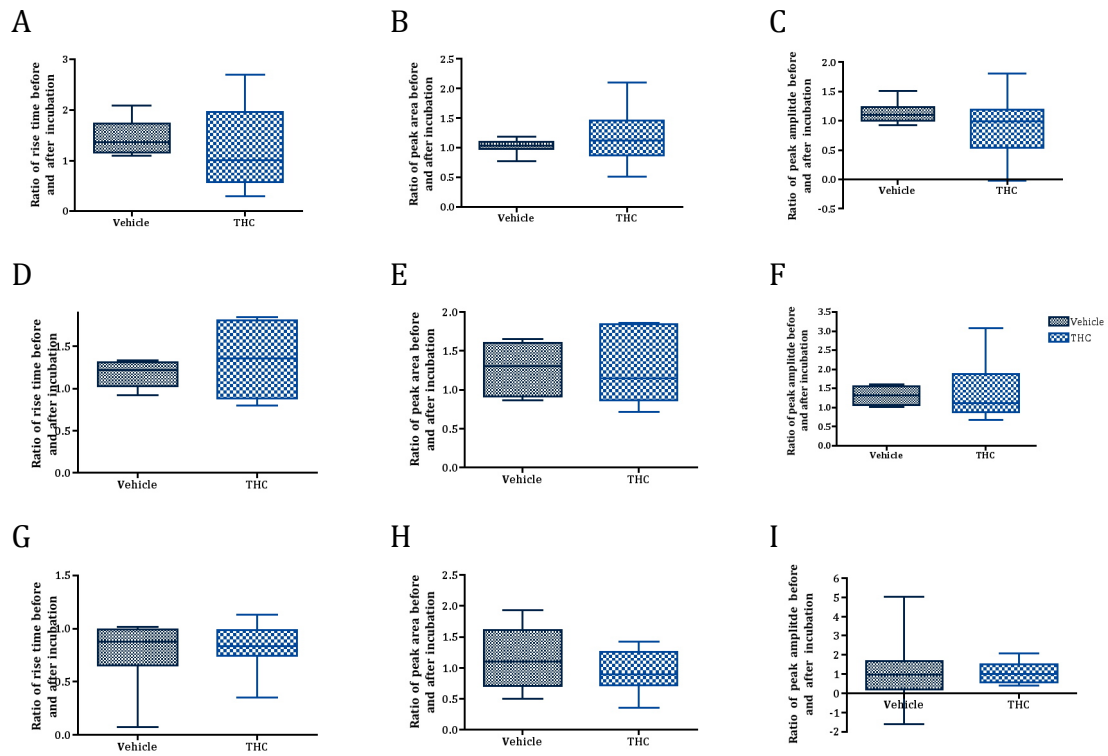 A
Ratio of rise time before
and after incubation
3
2
1
0
Vehicle
THC
B
Ratio of peak area before
and after incubation
2.5
2.0
1.5
1.0
0.5
0.0
Vehicle
THC
C
Ratio of peak amplitde before
and after incubation
2.0
1.5
1.0
0.5
0.0
-0.5
Vehicle
THC
D
Ratio of rise time before
and after incubation
1.5
1.0
0.0
Vehicle
THC
E
Ratio of peak area before
and after incubation
2.0
1.5
1.0
0.5
0.0
Vehicle
THC
F
Ratio of peak amplitde before
and after incubation
3.5
3.0
2.5
2.0
1.5
1.0
0.5
0.0
Vehicle
THC
Vehicle
THC
G
Ratio of rise time before
and after incubation
1.5
1.0
0.5
0.0
Vehicle
THC
H
Ratio of peak area before
and after incubation
2.5
2.0
1.5
1.0
0.5
0.0
Vehicle
THC
I
Ratio of peak amplitde before
and after incubation
6
5
4
3
2
1
0
-1
-2
Vehicle
THC